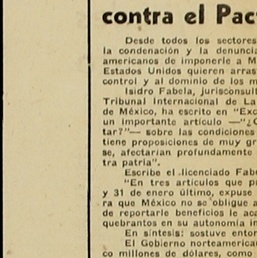 contra el Pac
Desde todos los sectores
la condenación y la denuncia
americanos de imponerle a M
Estados Unidos quieren arras
control y al dominio de los m
Isidro Fabela, jurisconsult
Tribunal Internacional de La
de México, ha escrito en "Exc
un importante artículo —"¿C
tar?"— sobre las condiciones
tiene proposiciones de muy gr
se, afectarían profundamente
tra patria".
Escribe el licenciado Fabe
"En tres artículos que p
y 31 de enero último, expuse
ra que México no se obligue a
de reportarle beneficios le aca
quebrantos en su autonomía in
En síntesis: sostuve entor
El Gobierno norteamerican
co millones de dólares, como